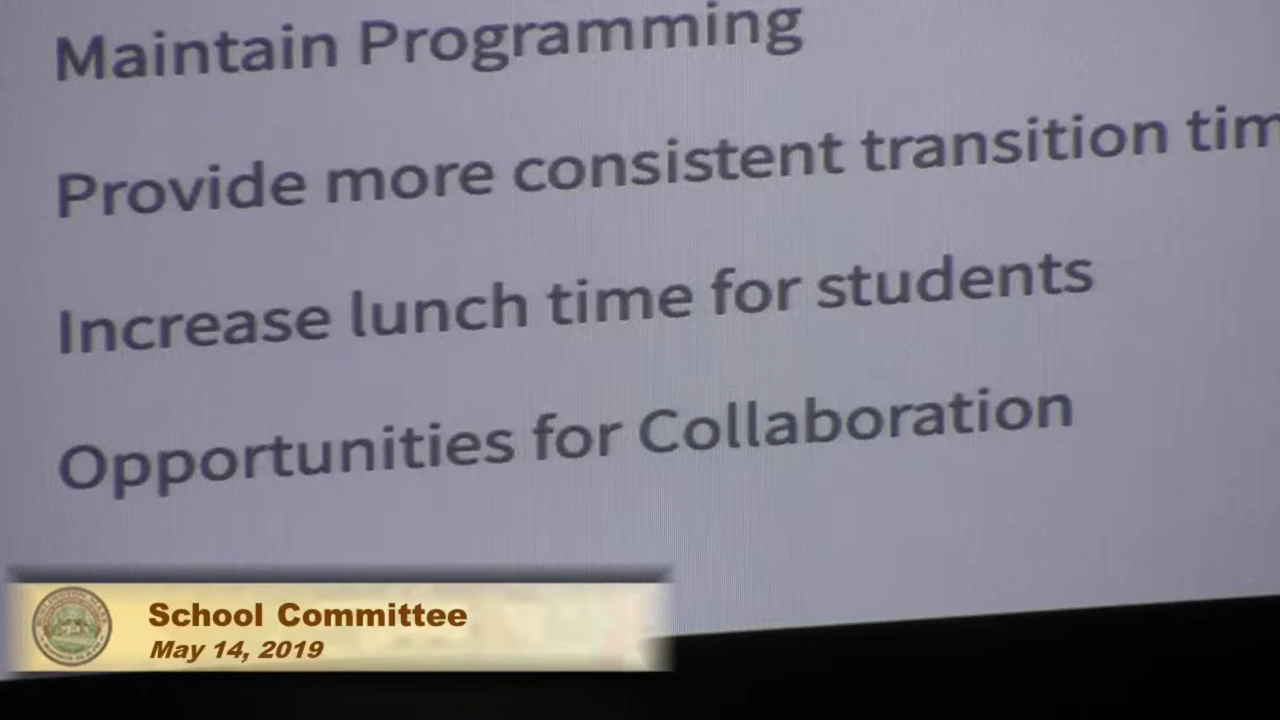 Maintain Programming
Provide more consistent transition tim
Increase lunch time for students
Opportunities for Collaboration
School Committee
May 14, 2019